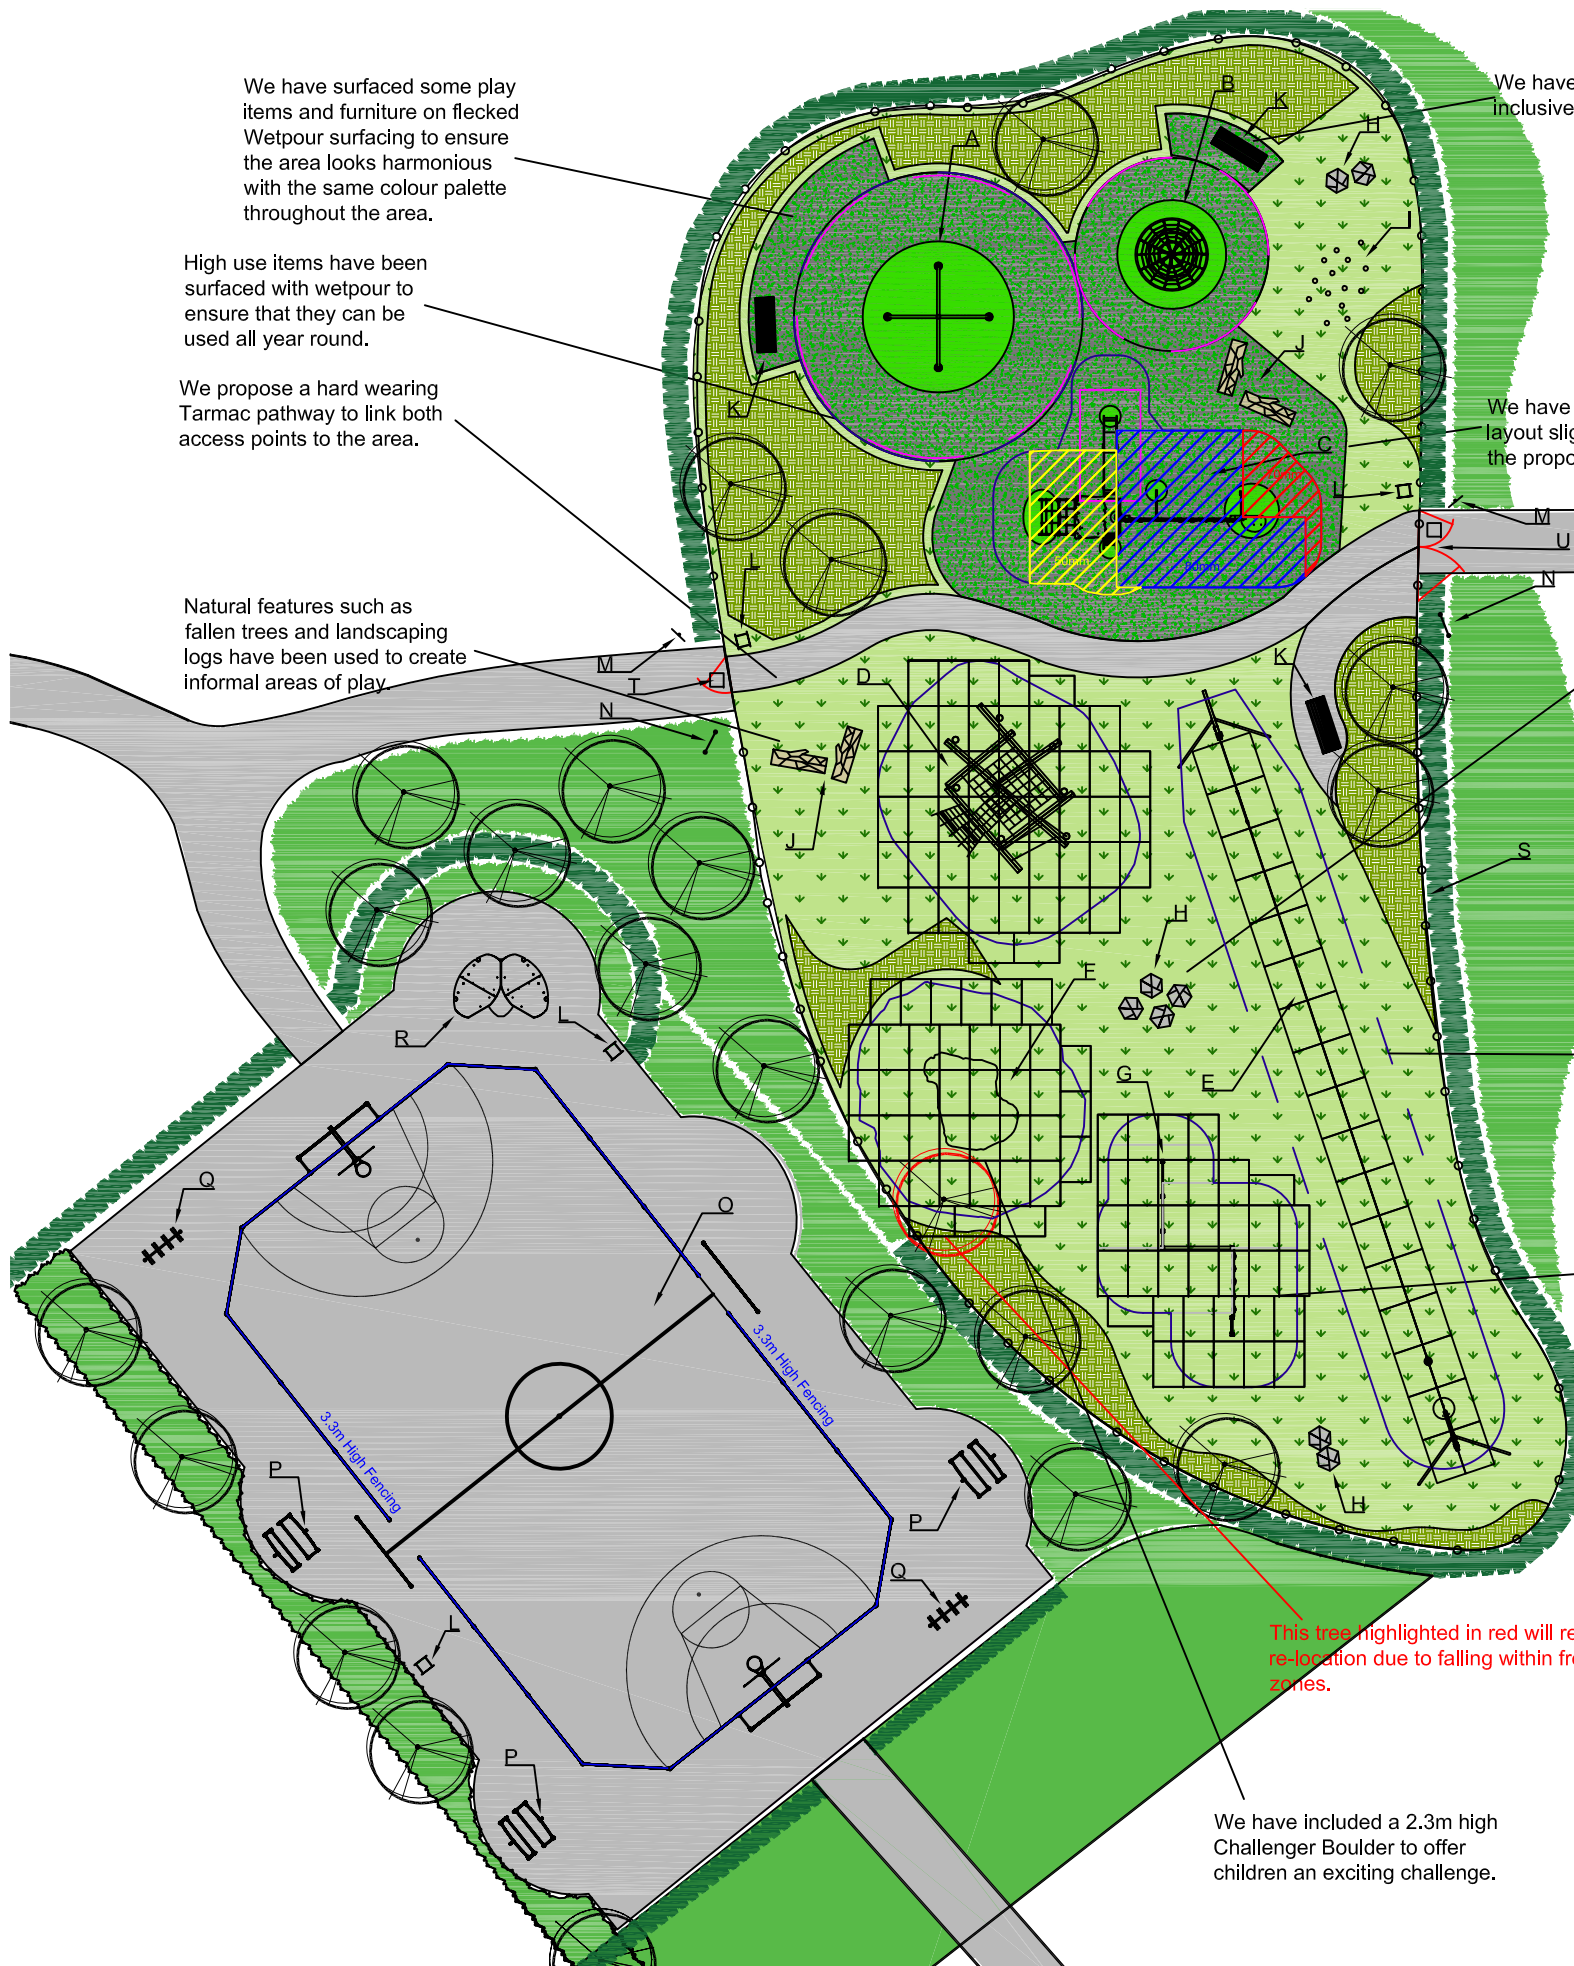 We have surfaced some play
items and furniture on flecked
Wetpour surfacing to ensure
the area looks harmonious
with the same colour palette
throughout the area.
High use items have been
surfaced with wetpour to
ensure that they can be
used all year round.
We propose a hard wearing
Tarmac pathway to link both
access points to the area.
Natural features such as
fallen trees and landscaping
logs have been used to create
informal areas of play.
We have
inclusive
We have
layout slig
the propo
A
B
K
H
I
J
K
C
L
M
U
N
L
M
T
N
D
K
J
S
H
F
G
E
R
L
Q
O
P
P
Q
L
P
H
60mm
80mm
3.3m High Fencing
3.3m High Fencing
This tree highlighted in red will re
re-location due to falling within fre
zones.
We have included a 2.3m high
Challenger Boulder to offer
children an exciting challenge.